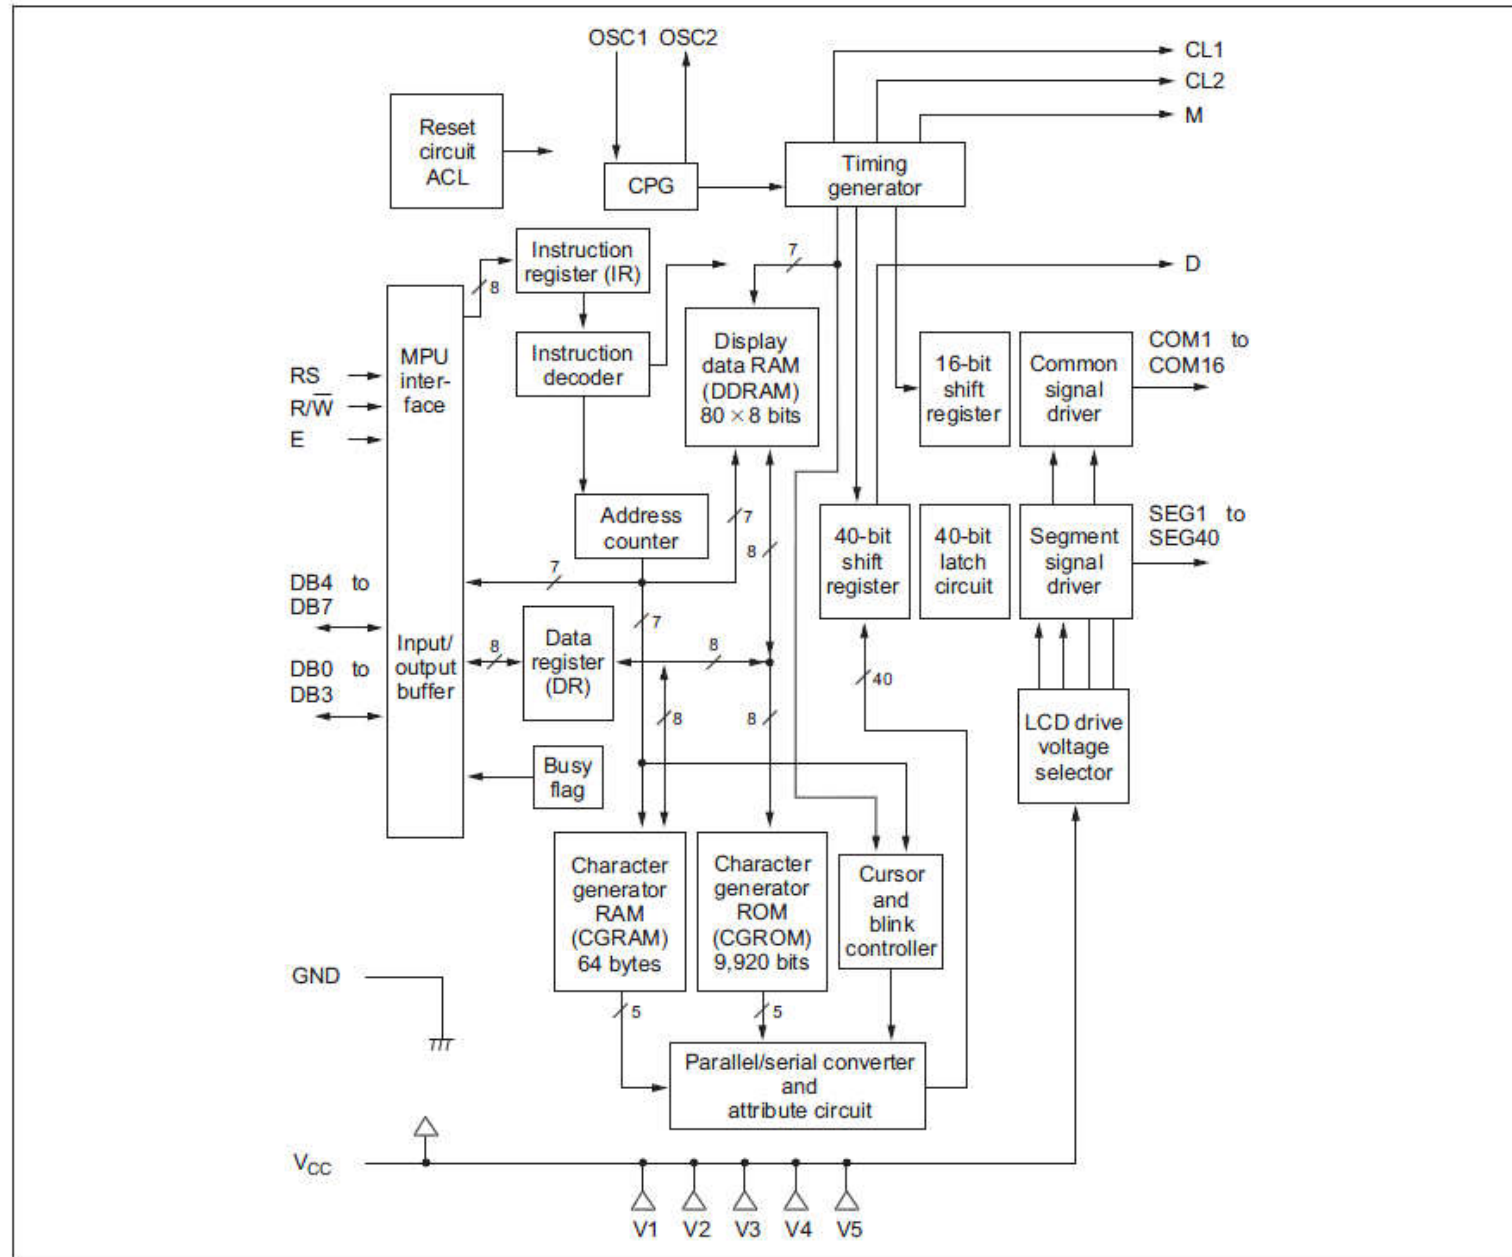 OSC1 OSC2
CL1
CL2
M
Reset
circuit
ACL
CPG
Timing
generator
Instruction
register (IR)
8
7
D
MPU
inter-
face
Instruction
decoder
Display
data RAM
(DDRAM)
80 × 8 bits
16-bit
shift
register
Common
signal
driver
COM1 to
COM16
RS
R/W̅
E
Address
counter
7
8
40-bit
shift
register
40-bit
latch
circuit
Segment
signal
driver
SEG1 to
SEG40
DB4 to
DB7
7
7
DB0 to
DB3
Input/
output
buffer
8
Data
register
(DR)
8
8
8
40
LCD drive
voltage
selector
Busy
flag
Character
generator
RAM
(CGRAM)
64 bytes
Character
generator
ROM
(CGROM)
9,920 bits
Cursor
and
blink
controller
GND
5
5
Parallel/serial converter
and
attribute circuit
VCC
V1 V2 V3 V4 V5